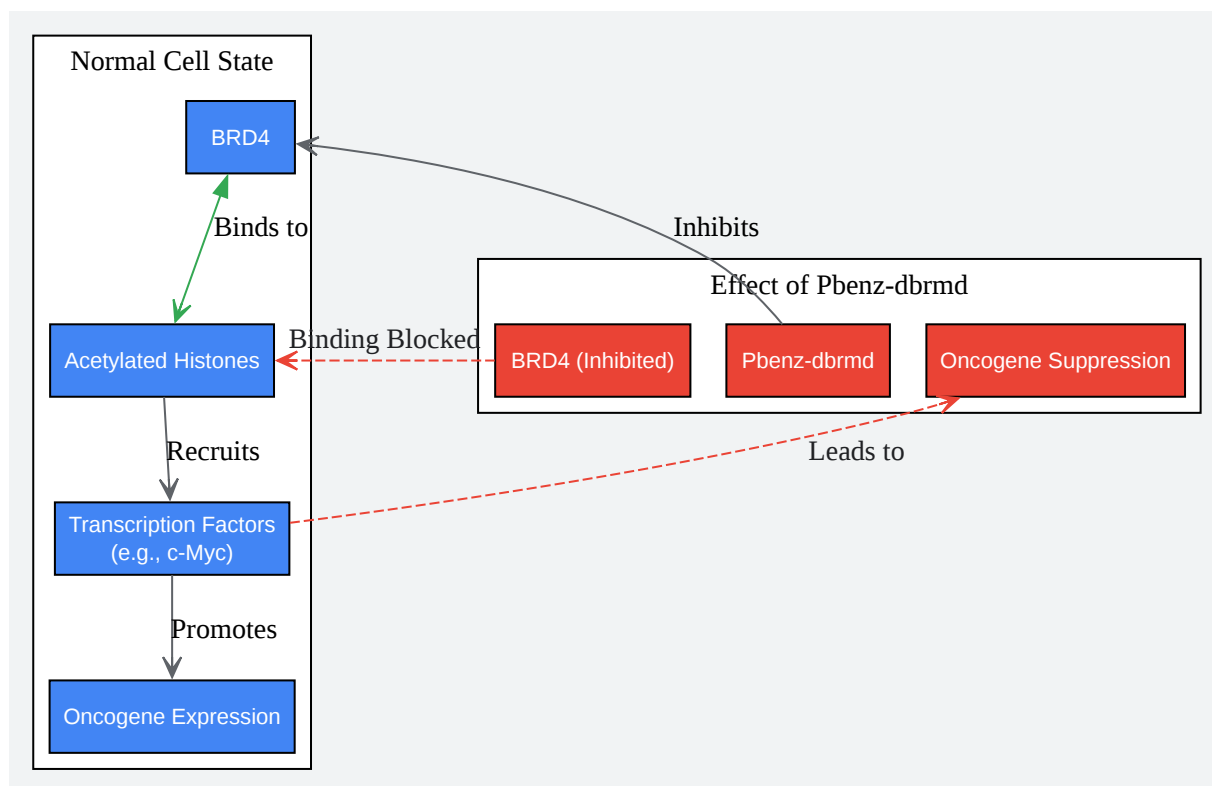 Normal Cell State
BRD4
Binds to
Inhibits
Effect of Pbenz-dbrmd
Binding Blocked
Acetylated Histones
BRD4 (Inhibited)
Pbenz-dbrmd
Oncogene Suppression
Recruits
Leads to
Transcription Factors
(e.g., c-Myc)
Promotes
Oncogene Expression